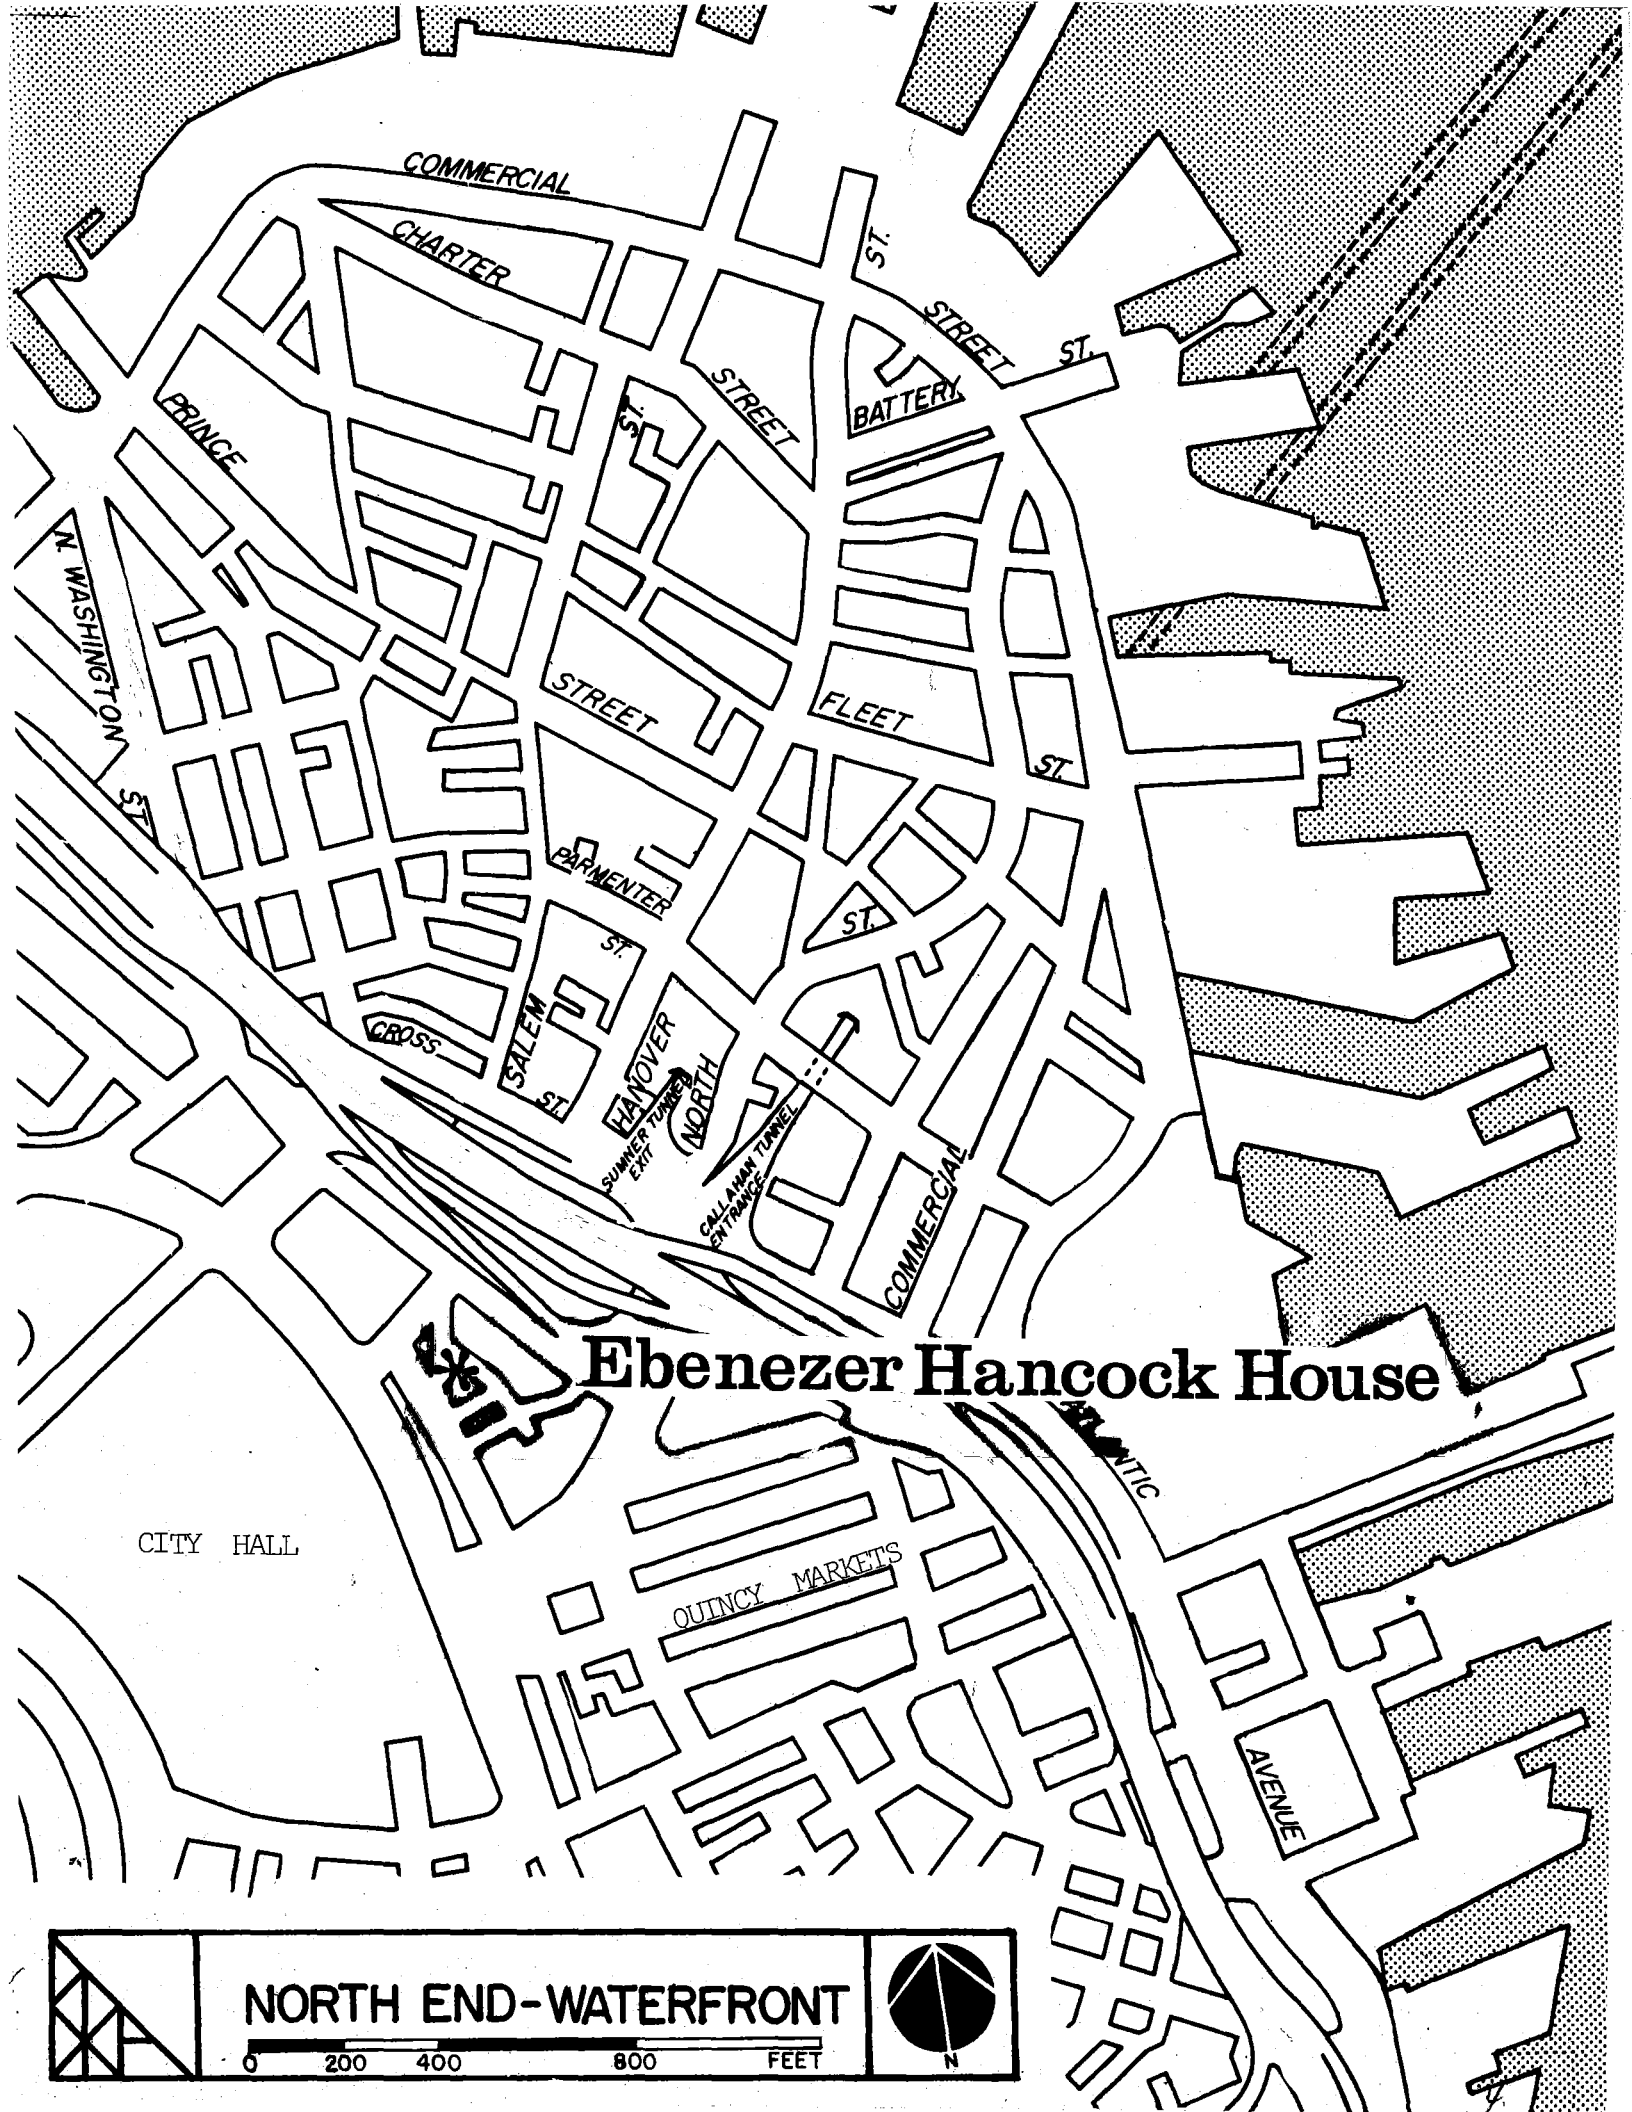 COMMERCIAL
ST.
CHARTER
STREET
ST.
STREET
BATTERY
ST.
PRINCE
N. WASHINGTON
STREET
FLEET
ST.
ST.
PARMENTER
ST.
ST.
SALEM
CROSS
ST.
HANOVER
NORTH
SUMNER TUNNEL
EXIT
CALLAHAN TUNNEL
ENTRANCE
COMMERCIAL
Ebenezer Hancock House
NTIC
CITY HALL
QUINCY MARKETS
AVENUE
NORTH END-WATERFRONT
0 200 400 800 FEET
N